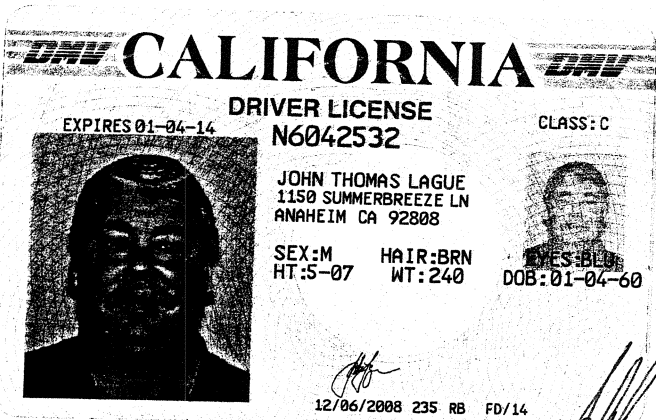 DMV CALIFORNIA DMV
DRIVER LICENSE
EXPIRES 01-04-14
N6042532
CLASS: C
JOHN THOMAS LAGUE
1150 SUMMERBREEZE LN
ANAHEIM CA 92808
SEX:M HAIR:BRN EYES:BLU
HT:5-07 WT:240 DOB:01-04-60
12/06/2008 235 RB FD/14